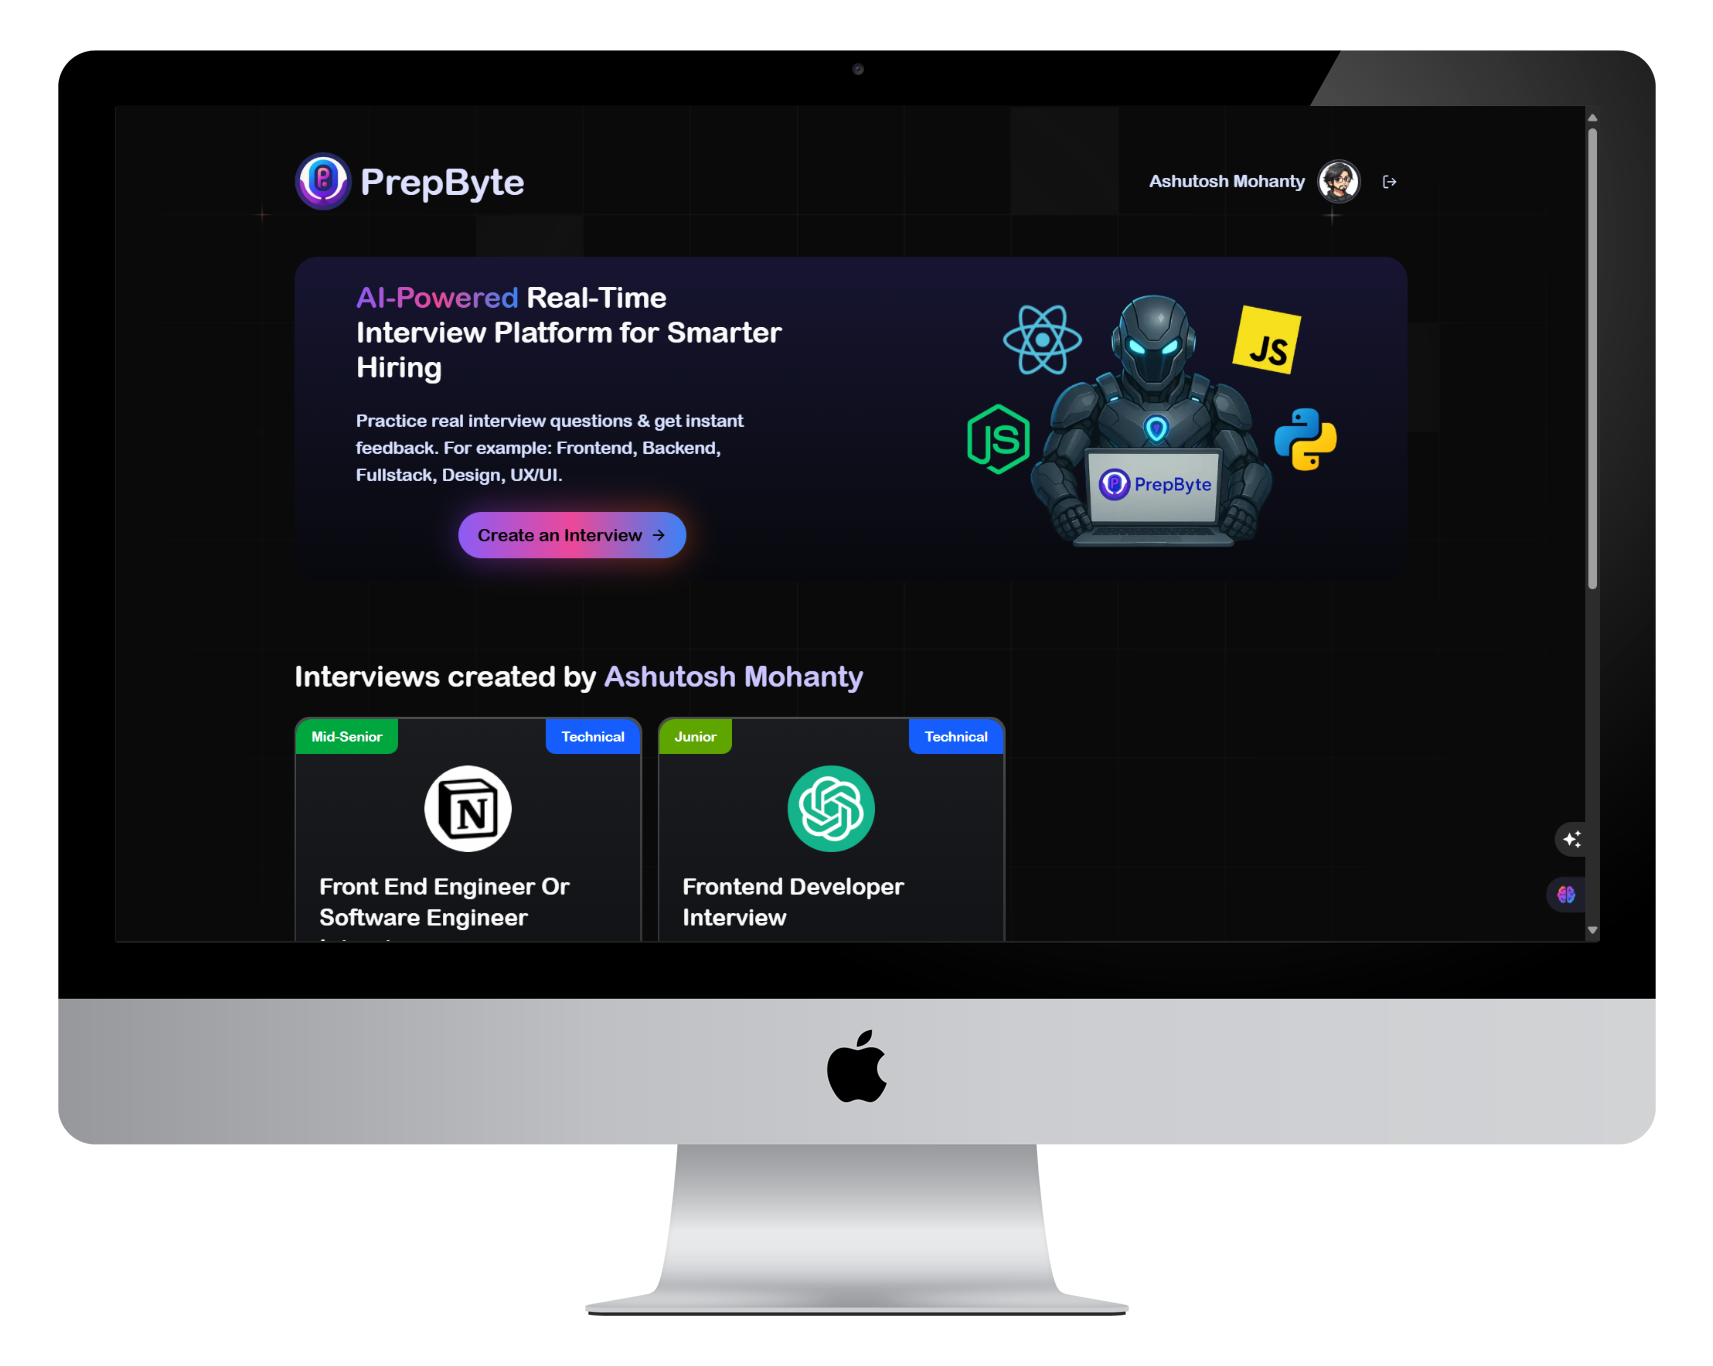 PrepByte
Ashutosh Mohanty
AI-Powered Real-Time
Interview Platform for Smarter
Hiring
Practice real interview questions & get instant
feedback. For example: Frontend, Backend,
Fullstack, Design, UX/UI.
Create an Interview →
JS
JS
PrepByte
Interviews created by Ashutosh Mohanty
Mid-Senior
Technical
Junior
Technical
N
Front End Engineer Or
Software Engineer
Frontend Developer
Interview